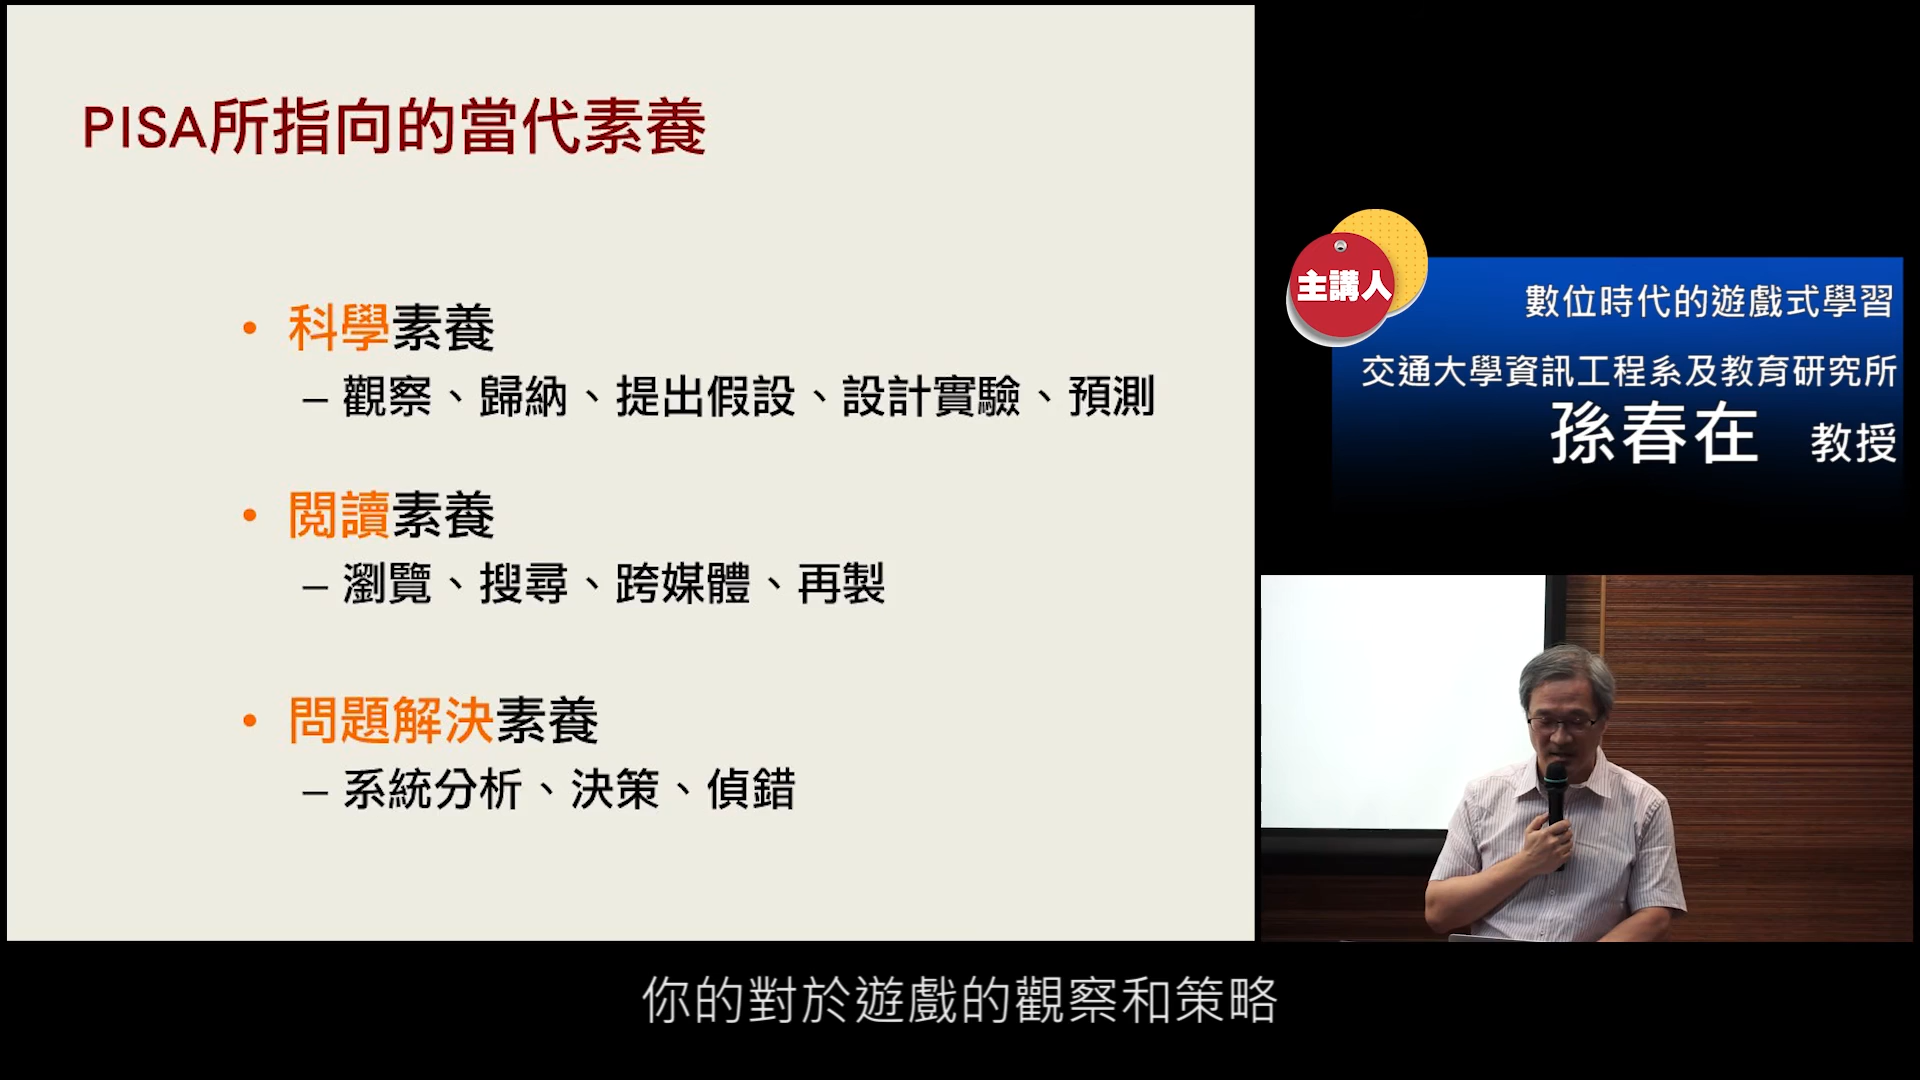 PISA所指向的當代素養
• 科學素養
– 觀察、歸納、提出假設、設計實驗、預測
• 閱讀素養
– 瀏覽、搜尋、跨媒體、再製
• 問題解決素養
– 系統分析、決策、偵錯
主講人
數位時代的遊戲式學習
交通大學資訊工程系及教育研究所
孫春在 教授
你的對於遊戲的觀察和策略